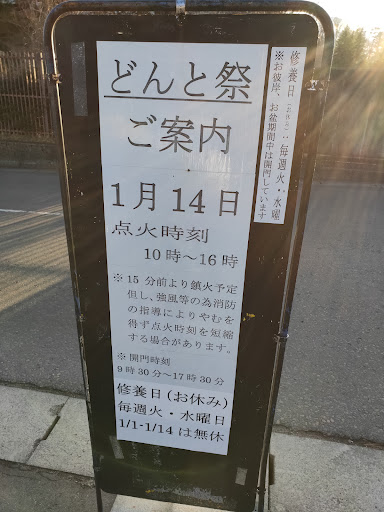 どんと祭
ご案内
1月14日
点火時刻
10時～16時
※15分前より鎮火予定
但し、強風等の為消防
の指導によりやむを
得ず点火時刻を短縮
する場合があります。
※開門時刻
9時30分～17時30分
修養日(お休み)
毎週火・水曜日
1/1-1/14は無休
修養日(お休み):毎週火・水曜
※お彼岸、お盆期間中は開門しています